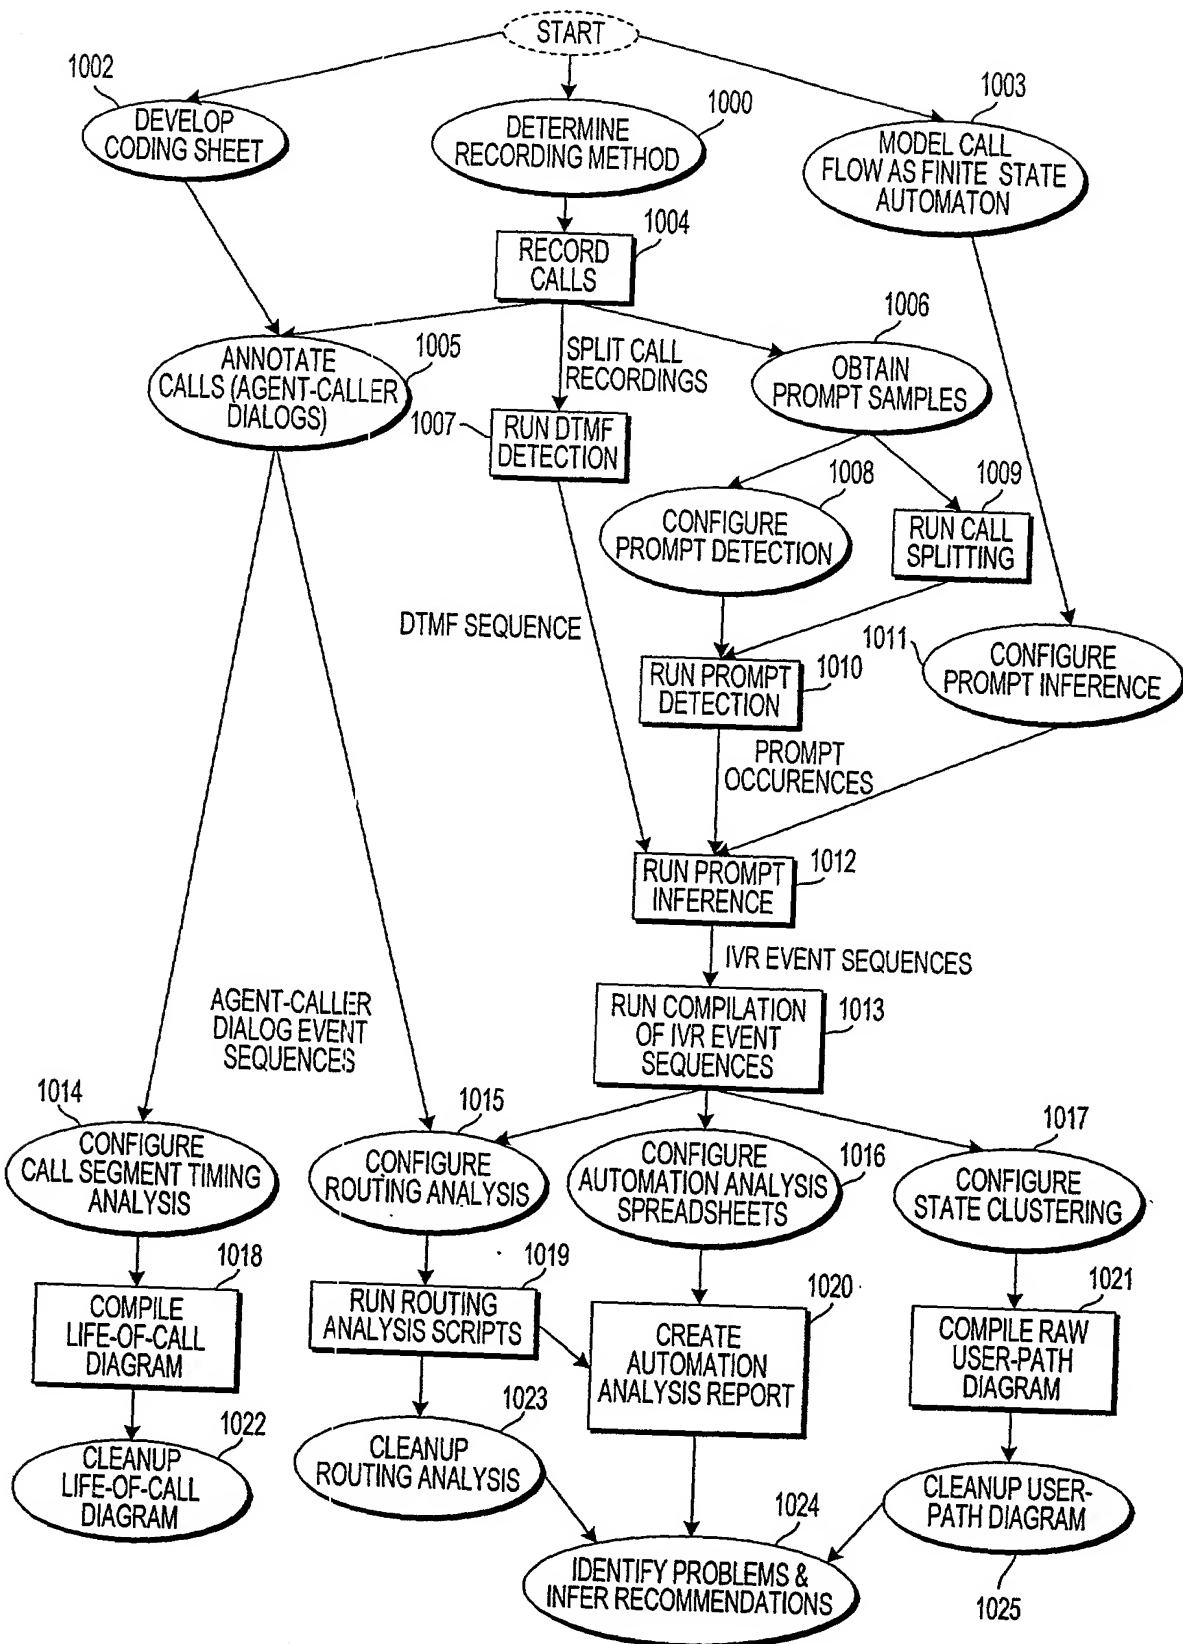 START
1002
DEVELOP
CODING SHEET
1000
DETERMINE
RECORDING METHOD
1003
MODEL CALL
FLOW AS FINITE STATE
AUTOMATON
1004
RECORD
CALLS
1005
ANNOTATE
CALLS (AGENT-CALLER
DIALOGS)
SPLIT CALL
RECORDINGS
1006
OBTAIN
PROMPT SAMPLES
1007
RUN DTMF
DETECTION
1008
CONFIGURE
PROMPT DETECTION
1009
RUN CALL
SPLITTING
DTMF SEQUENCE
1010
RUN PROMPT
DETECTION
1011
CONFIGURE
PROMPT INFERENCE
PROMPT
OCCURENCES
1012
RUN PROMPT
INFERENCE
IVR EVENT SEQUENCES
1013
RUN COMPILATION
OF IVR EVENT
SEQUENCES
AGENT-CALLER
DIALOG EVENT
SEQUENCES
1014
CONFIGURE
CALL SEGMENT TIMING
ANALYSIS
1015
CONFIGURE
ROUTING ANALYSIS
1016
CONFIGURE
AUTOMATION ANALYSIS
SPREADSHEETS
1017
CONFIGURE
STATE CLUSTERING
1018
COMPILE
LIFE-OF-CALL
DIAGRAM
1019
RUN ROUTING
ANALYSIS SCRIPTS
1020
CREATE
AUTOMATION
ANALYSIS REPORT
1021
COMPILE RAW
USER-PATH
DIAGRAM
1022
CLEANUP
LIFE-OF-CALL
DIAGRAM
1023
CLEANUP
ROUTING ANALYSIS
1024
IDENTIFY PROBLEMS &
INFER RECOMMENDATIONS
CLEANUP USER-
PATH DIAGRAM
1025